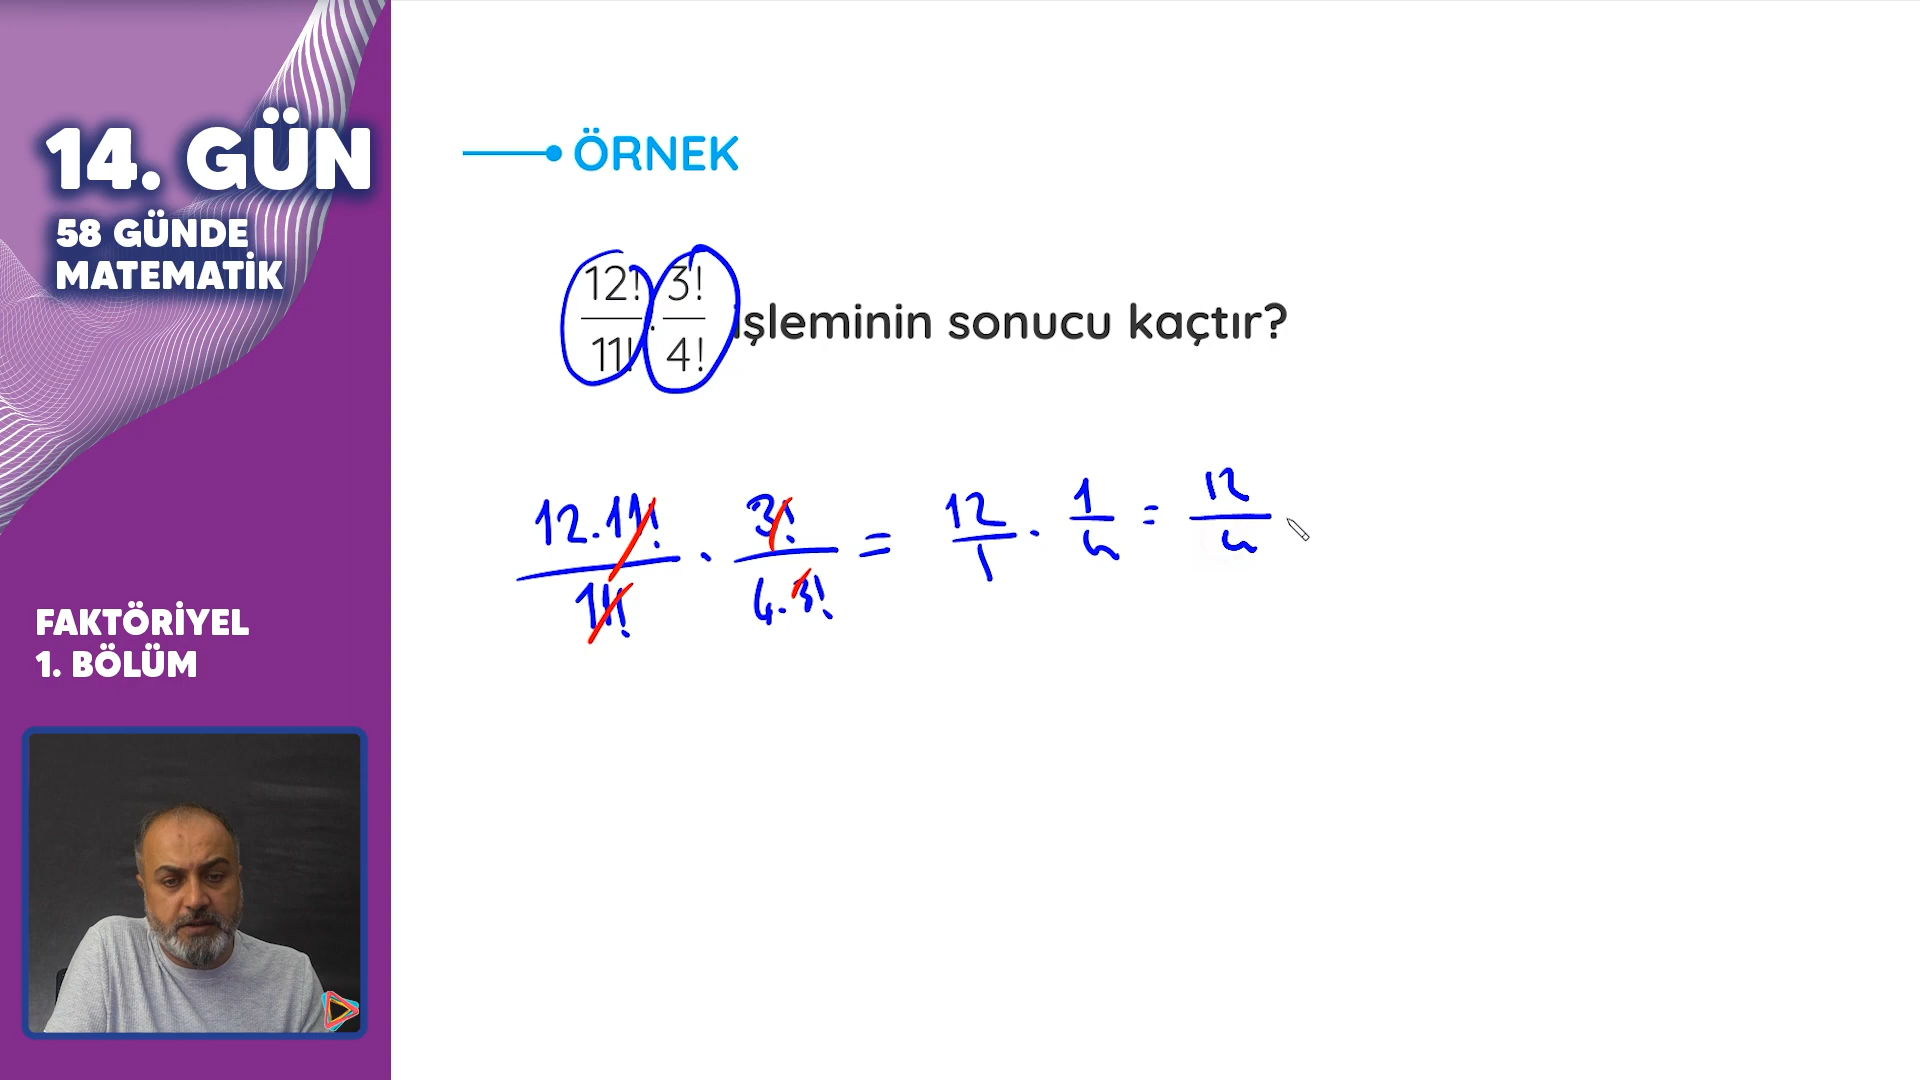 14. GÜN
58 GÜNDE
MATEMATİK
FAKTÖRİYEL
1. BÖLÜM
ÖRNEK
12!/11! . 3!/4! işleminin sonucu kaçtır?
12.11!/11! . 3!/4.3! = 12/1 . 1/4 = 12/4